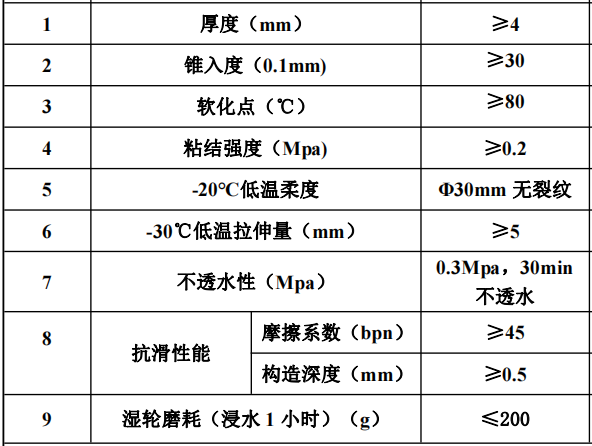 1 厚度（mm） ≥4
2 锥入度（0.1mm） ≥30
3 软化点（℃） ≥80
4 粘结强度（Mpa） ≥0.2
5 -20℃低温柔度 Φ30mm 无裂纹
6 -30℃低温拉伸量（mm） ≥5
7 不透水性（Mpa） 0.3Mpa，30min
不透水
8 抗滑性能 摩擦系数（bpn） ≥45
构造深度（mm） ≥0.5
9 湿轮磨耗（浸水 1 小时）（g） ≤200